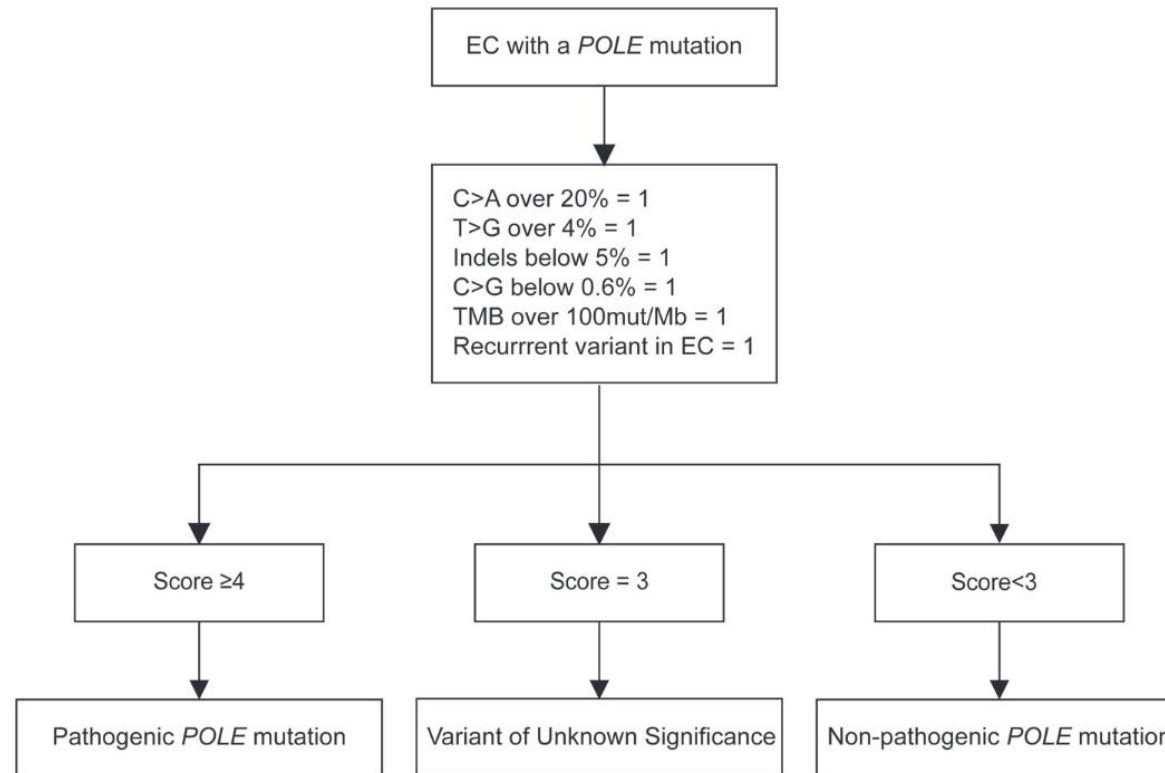 EC with a POLE mutation
C>A over 20% = 1
T>G over 4% = 1
Indels below 5% = 1
C>G below 0.6% = 1
TMB over 100mut/Mb = 1
Recurrrent variant in EC = 1
Score ≥4
Score = 3
Score<3
Pathogenic POLE mutation
Variant of Unknown Significance
Non-pathogenic POLE mutation